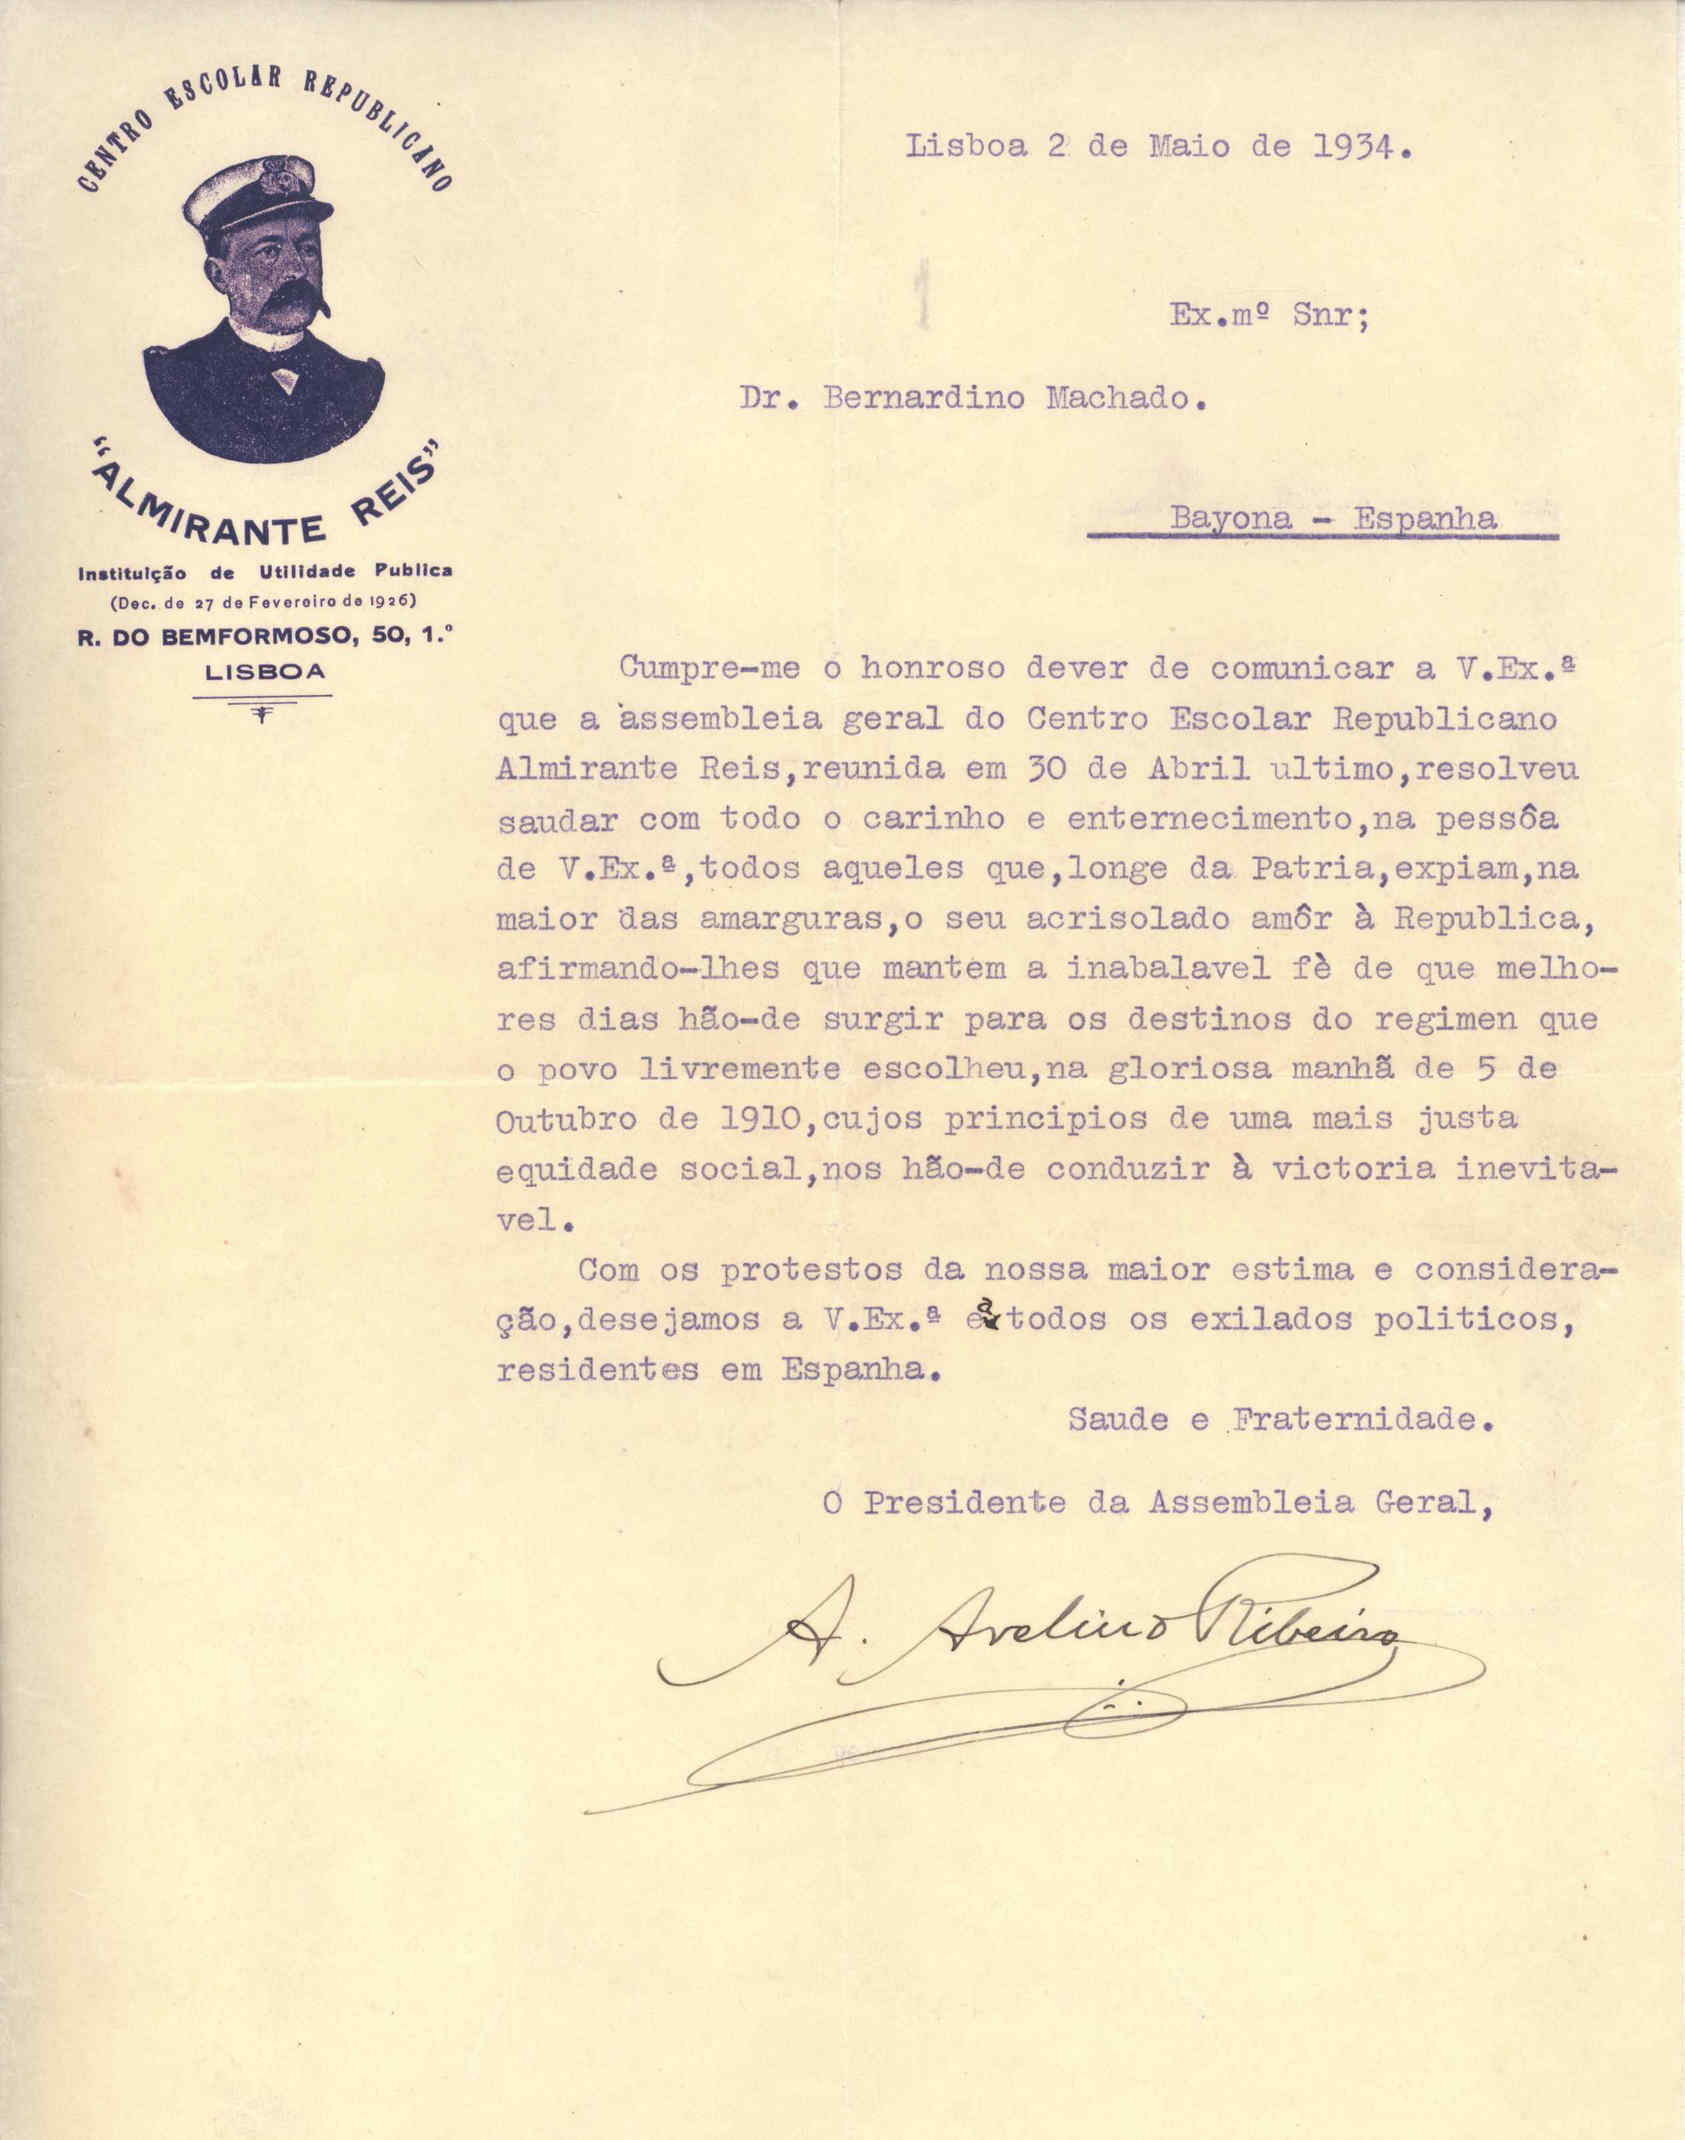 CENTRO ESCOLAR REPUBLICANO
"ALMIRANTE REIS"
Instituição de Utilidade Publica
(Dec. de 27 de Fevereiro de 1926)
R. DO BEMFORMOSO, 50, 1.º
LISBOA
Lisboa 2 de Maio de 1934.
Ex.mº Snr;
Dr. Bernardino Machado.
Bayona - Espanha
Cumpre-me o honroso dever de comunicar a V.Ex.ª
que a assembleia geral do Centro Escolar Republicano
Almirante Reis,reunida em 30 de Abril ultimo,resolveu
saudar com todo o carinho e enternecimento,na pessôa
de V.Ex.ª,todos aqueles que,longe da Patria,expiam,na
maior das amarguras,o seu acrisolado amôr à Republica,
afirmando-lhes que mantem a inabalavel fè de que melho-
res dias hão-de surgir para os destinos do regimen que
o povo livremente escolheu,na gloriosa manhã de 5 de
Outubro de 1910,cujos principios de uma mais justa
equidade social,nos hão-de conduzir à victoria inevita-
vel.
Com os protestos da nossa maior estima e considera-
ção,desejamos a V.Ex.ª e a todos os exilados politicos,
residentes em Espanha.
Saude e Fraternidade.
O Presidente da Assembleia Geral,
A. Avelino Ribeiro